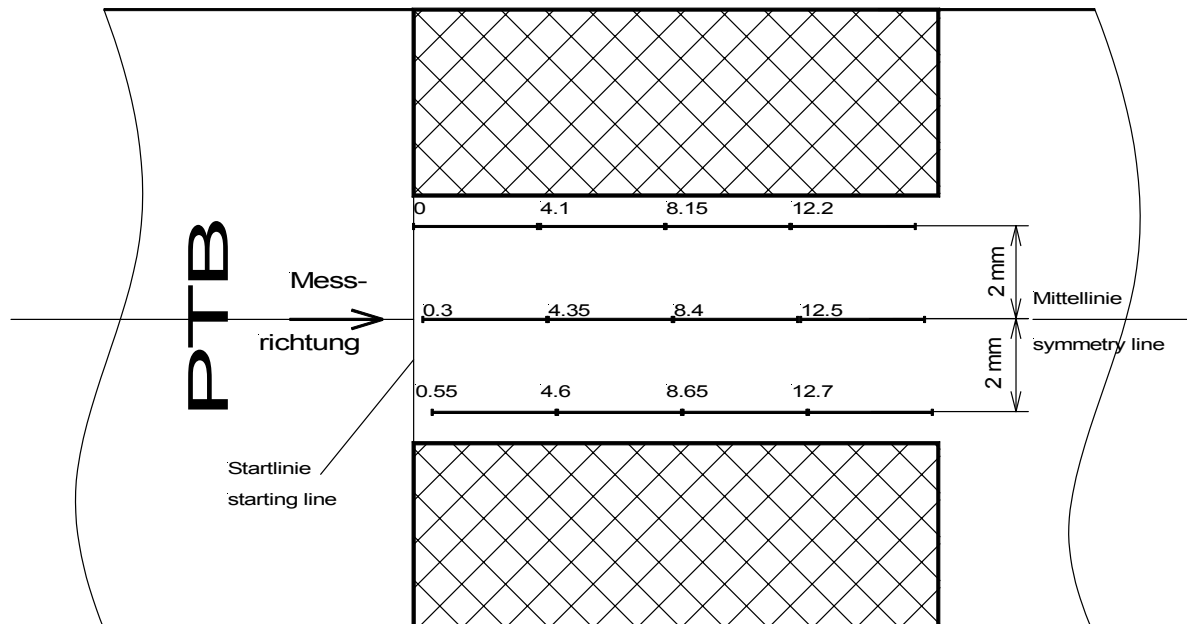 0 4.1 8.15 12.2
PTB
Mess-
richtung
0.3 4.35 8.4 12.5
2 mm
Mittellinie
symmetry line
2 mm
0.55 4.6 8.65 12.7
Startlinie
starting line